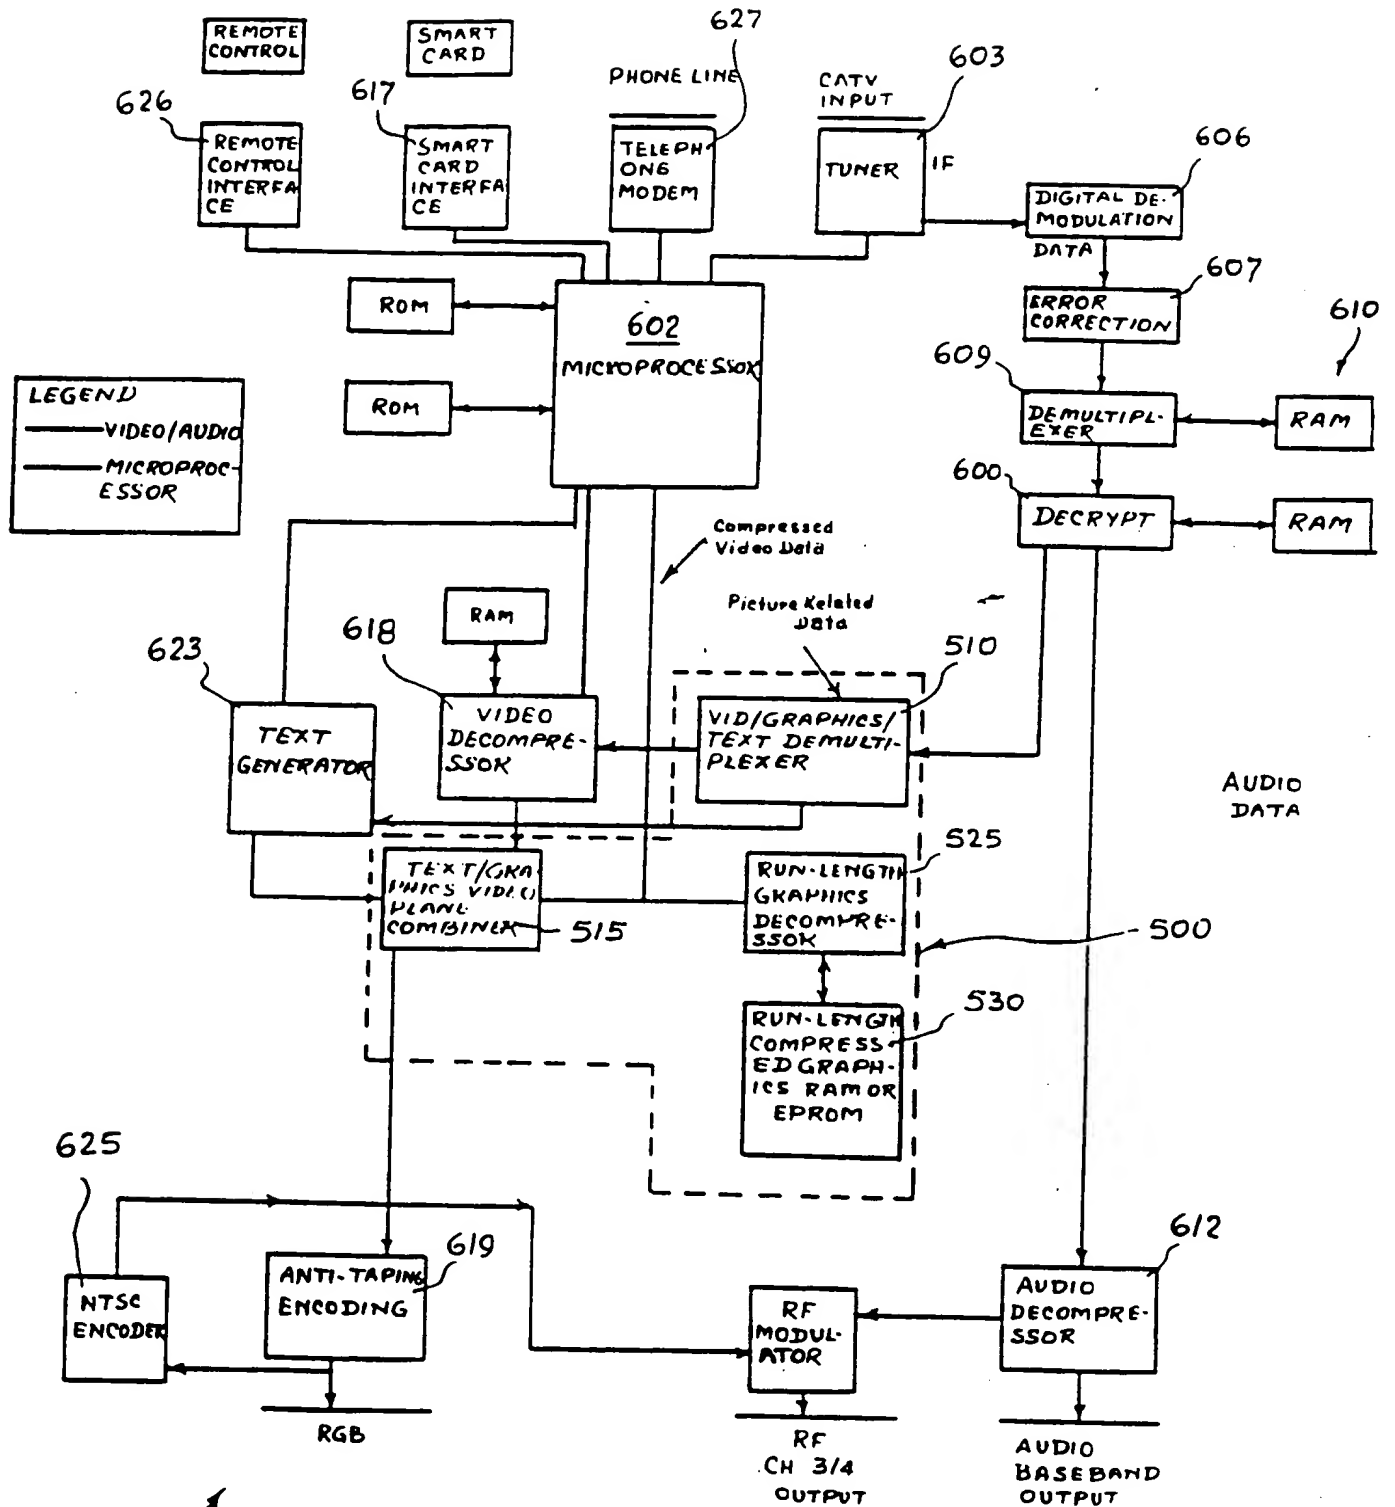 REMOTE
CONTROL
SMART
CARD
627
PHONE LINE
CATV
INPUT
603
626
617
606
REMOTE
CONTROL
INTERFA
CE
SMART
CARD
INTERFA
CE
TELEPH
ONE
MODEM
TUNER
IF
DIGITAL DE-
MODULATION
DATA
607
ROM
602
MICROPROCESSOR
ERROR
CORRECTION
610
609
LEGEND
VIDEO/AUDIO
MICROPROC-
ESSOR
ROM
DEMULTIPL-
EXER
RAM
600
DECRYPT
RAM
Compressed
Video Data
Picture Related
Data
RAM
618
623
510
TEXT
GENERATOR
VIDEO
DECOMPRE-
SSOR
VID/GRAPHICS/
TEXT DEMULTI-
PLEXER
AUDIO
DATA
525
TEXT/GRA
PHICS VIDEO
PLANE
COMBINER
515
RUN-LENGTH
GRAPHICS
DECOMPRE-
SSOR
500
530
RUN-LENGTH
COMPRESS
ED GRAPH-
ICS RAM OR
EPROM
625
619
612
NTSC
ENCODER
ANTI-TAPING
ENCODING
RF
MODUL-
ATOR
AUDIO
DECOMPRE-
SSOR
RGB
RF
CH 3/4
OUTPUT
AUDIO
BASEBAND
OUTPUT